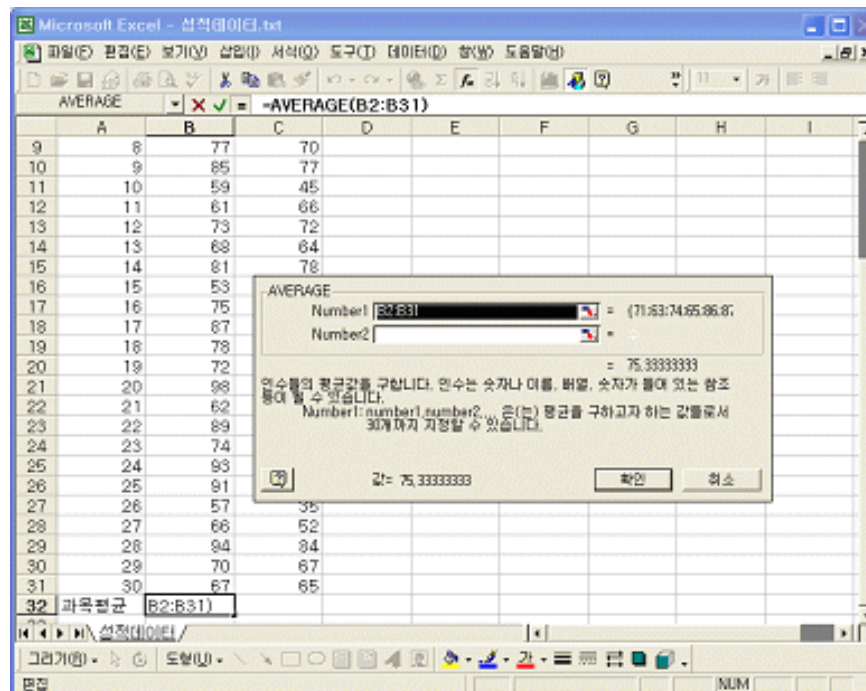 Microsoft Excel - 성적데이터.txt
파일(F) 편집(E) 보기(V) 삽입(I) 서식(O) 도구(T) 데이터(D) 창(W) 도움말(H)
11
AVERAGE =AVERAGE(B2:B31)
A B C D E F G H I
9 8 77 70
10 9 85 77
11 10 59 45
12 11 61 66
13 12 73 72
14 13 68 64
15 14 81 78
16 15 53
17 16 75
18 17 87
19 18 78
20 19 72
21 20 98
22 21 62
23 22 89
24 23 74
25 24 93
26 25 91
27 26 57 35
28 27 66 52
29 28 94 84
30 29 70 67
31 30 67 65
32 과목평균 B2:B31)
AVERAGE
Number1 B2:B31 = {71;63;74;65;86;87;
Number2 =
= 75.33333333
인수들의 평균값을 구합니다. 인수는 숫자나 이름, 배열, 숫자가 들어 있는 참조
등이 될 수 있습니다.
Number1: number1,number2,... 은(는) 평균을 구하고자 하는 값들로서
30개까지 지정할 수 있습니다.
값= 75.33333333 확인 취소
성적데이터
그리기(R) 도형(U) 가
편집 NUM